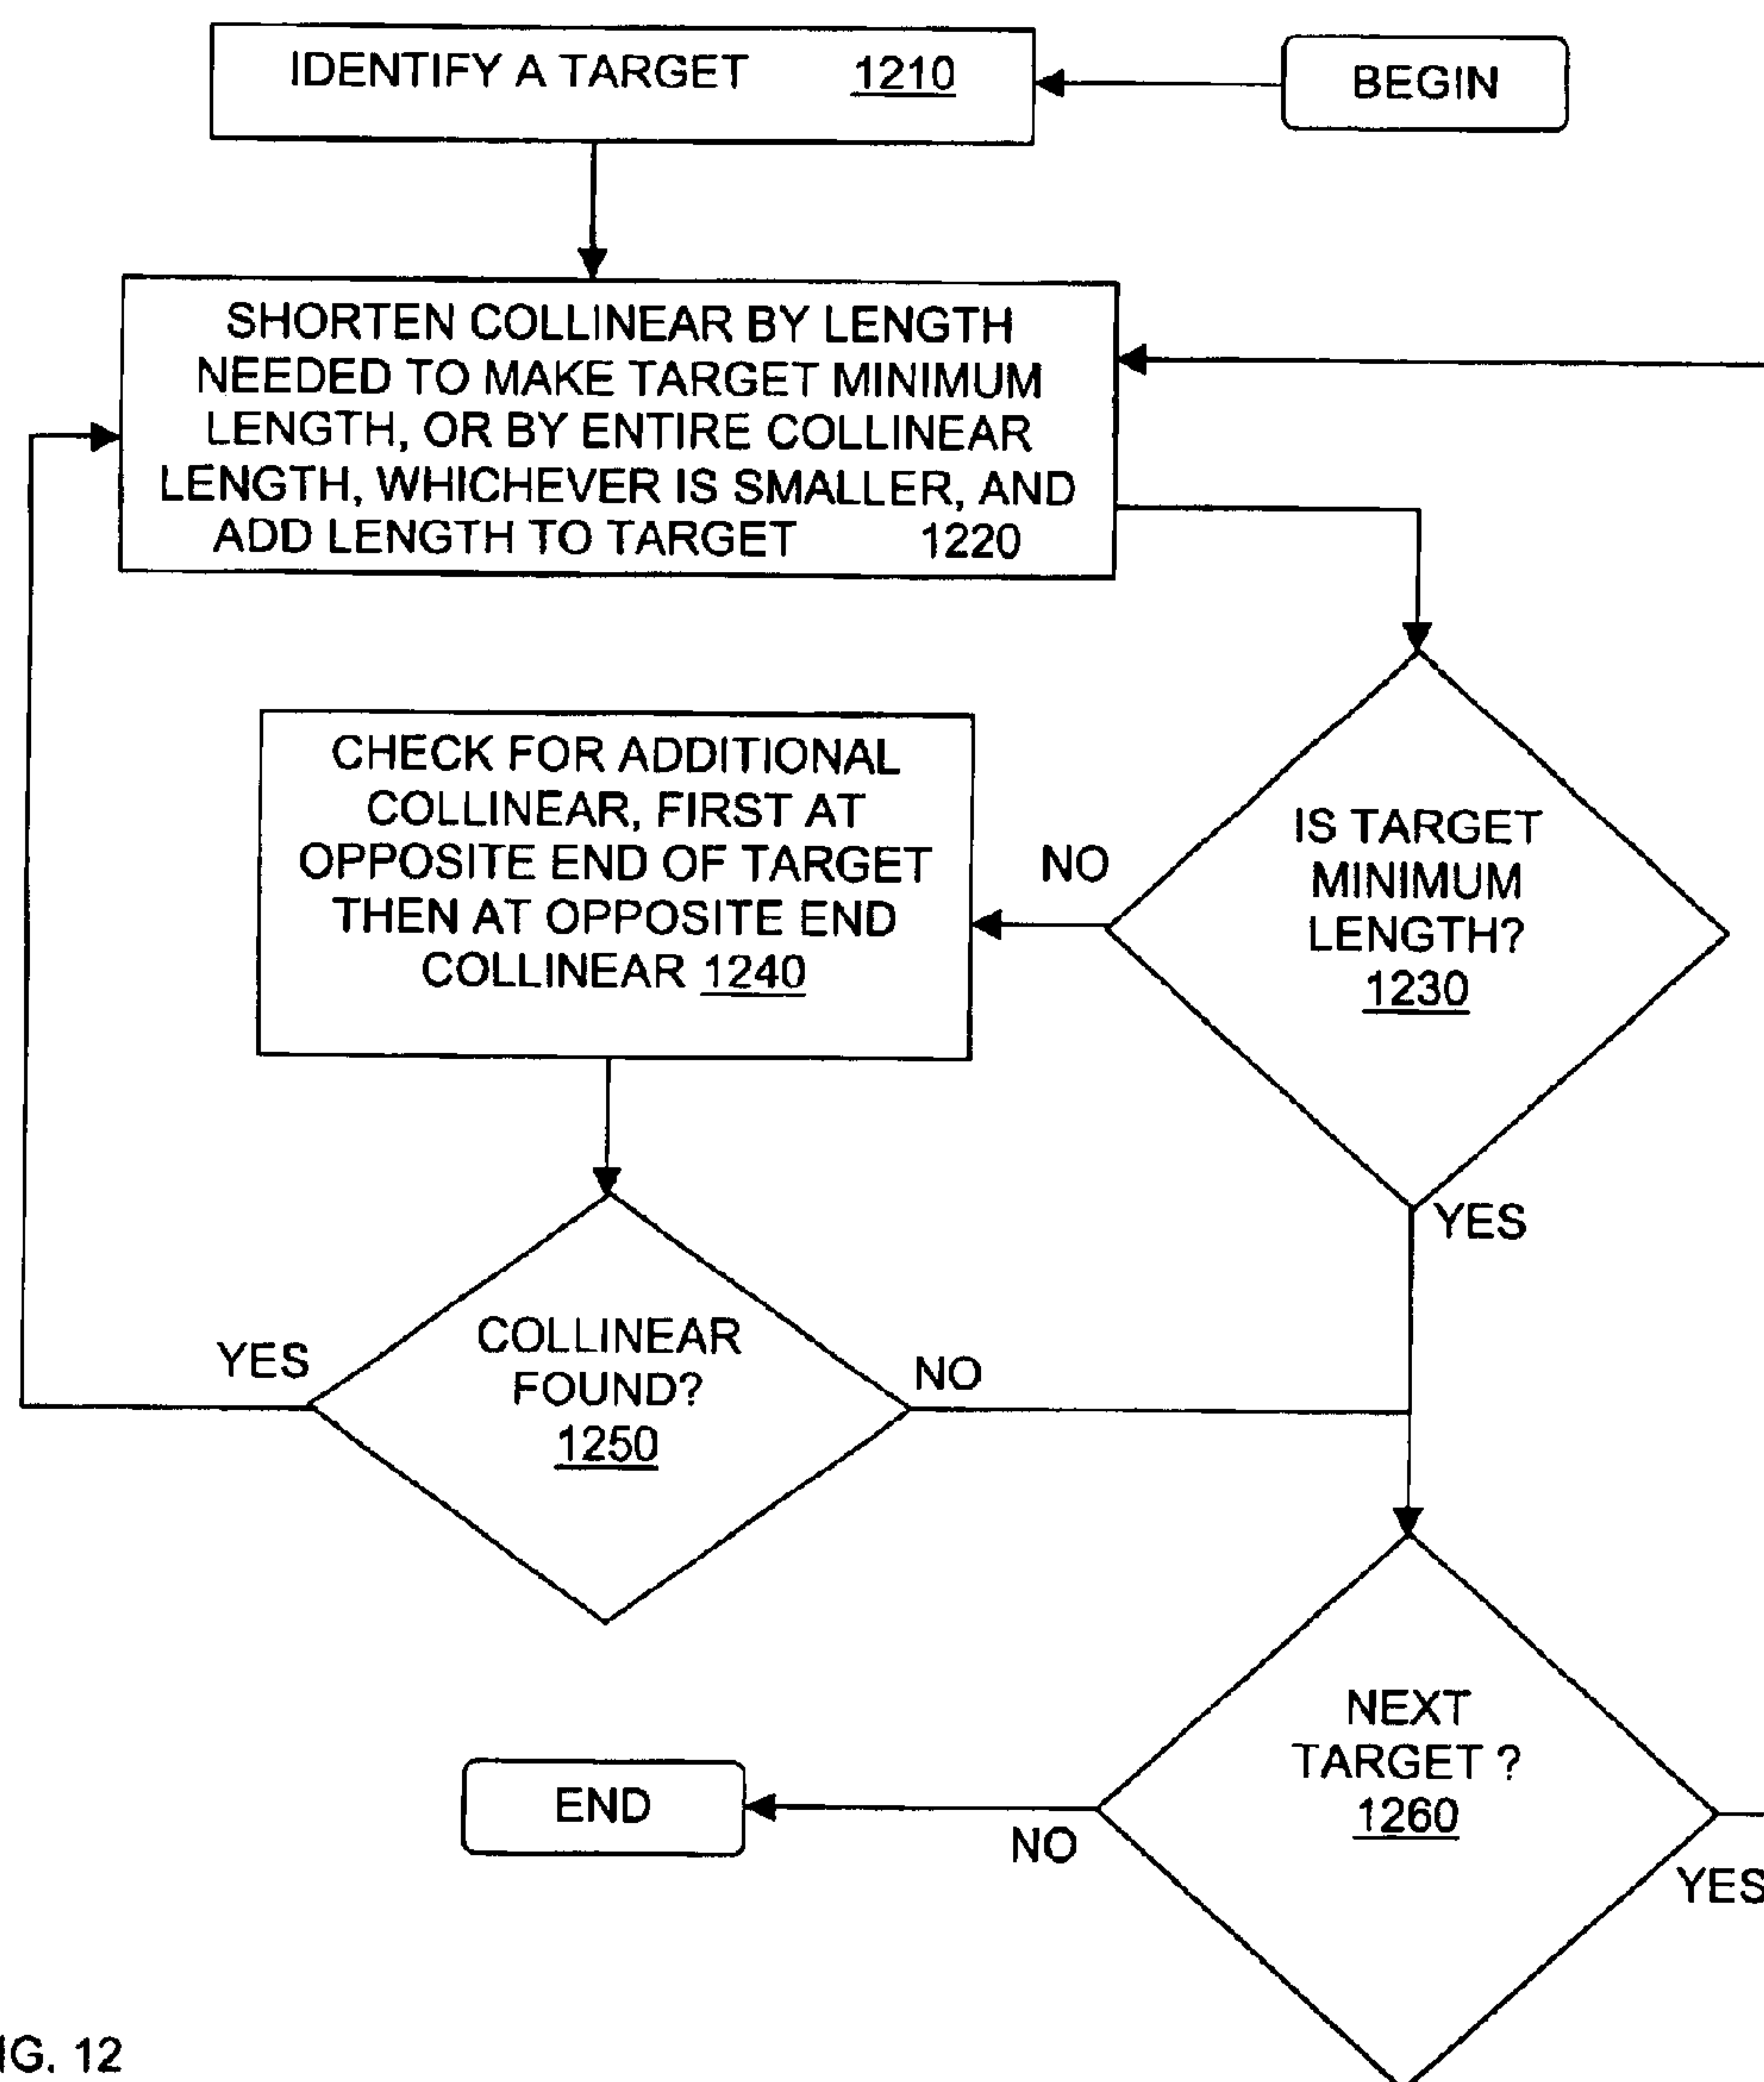 IDENTIFY A TARGET 1210
BEGIN
SHORTEN COLLINEAR BY LENGTH
NEEDED TO MAKE TARGET MINIMUM
LENGTH, OR BY ENTIRE COLLINEAR
LENGTH, WHICHEVER IS SMALLER, AND
ADD LENGTH TO TARGET 1220
CHECK FOR ADDITIONAL
COLLINEAR, FIRST AT
OPPOSITE END OF TARGET
THEN AT OPPOSITE END
COLLINEAR 1240
NO
IS TARGET
MINIMUM
LENGTH?
1230
YES
YES
COLLINEAR
FOUND?
1250
NO
NEXT
TARGET ?
1260
END
NO
YES
IG. 12